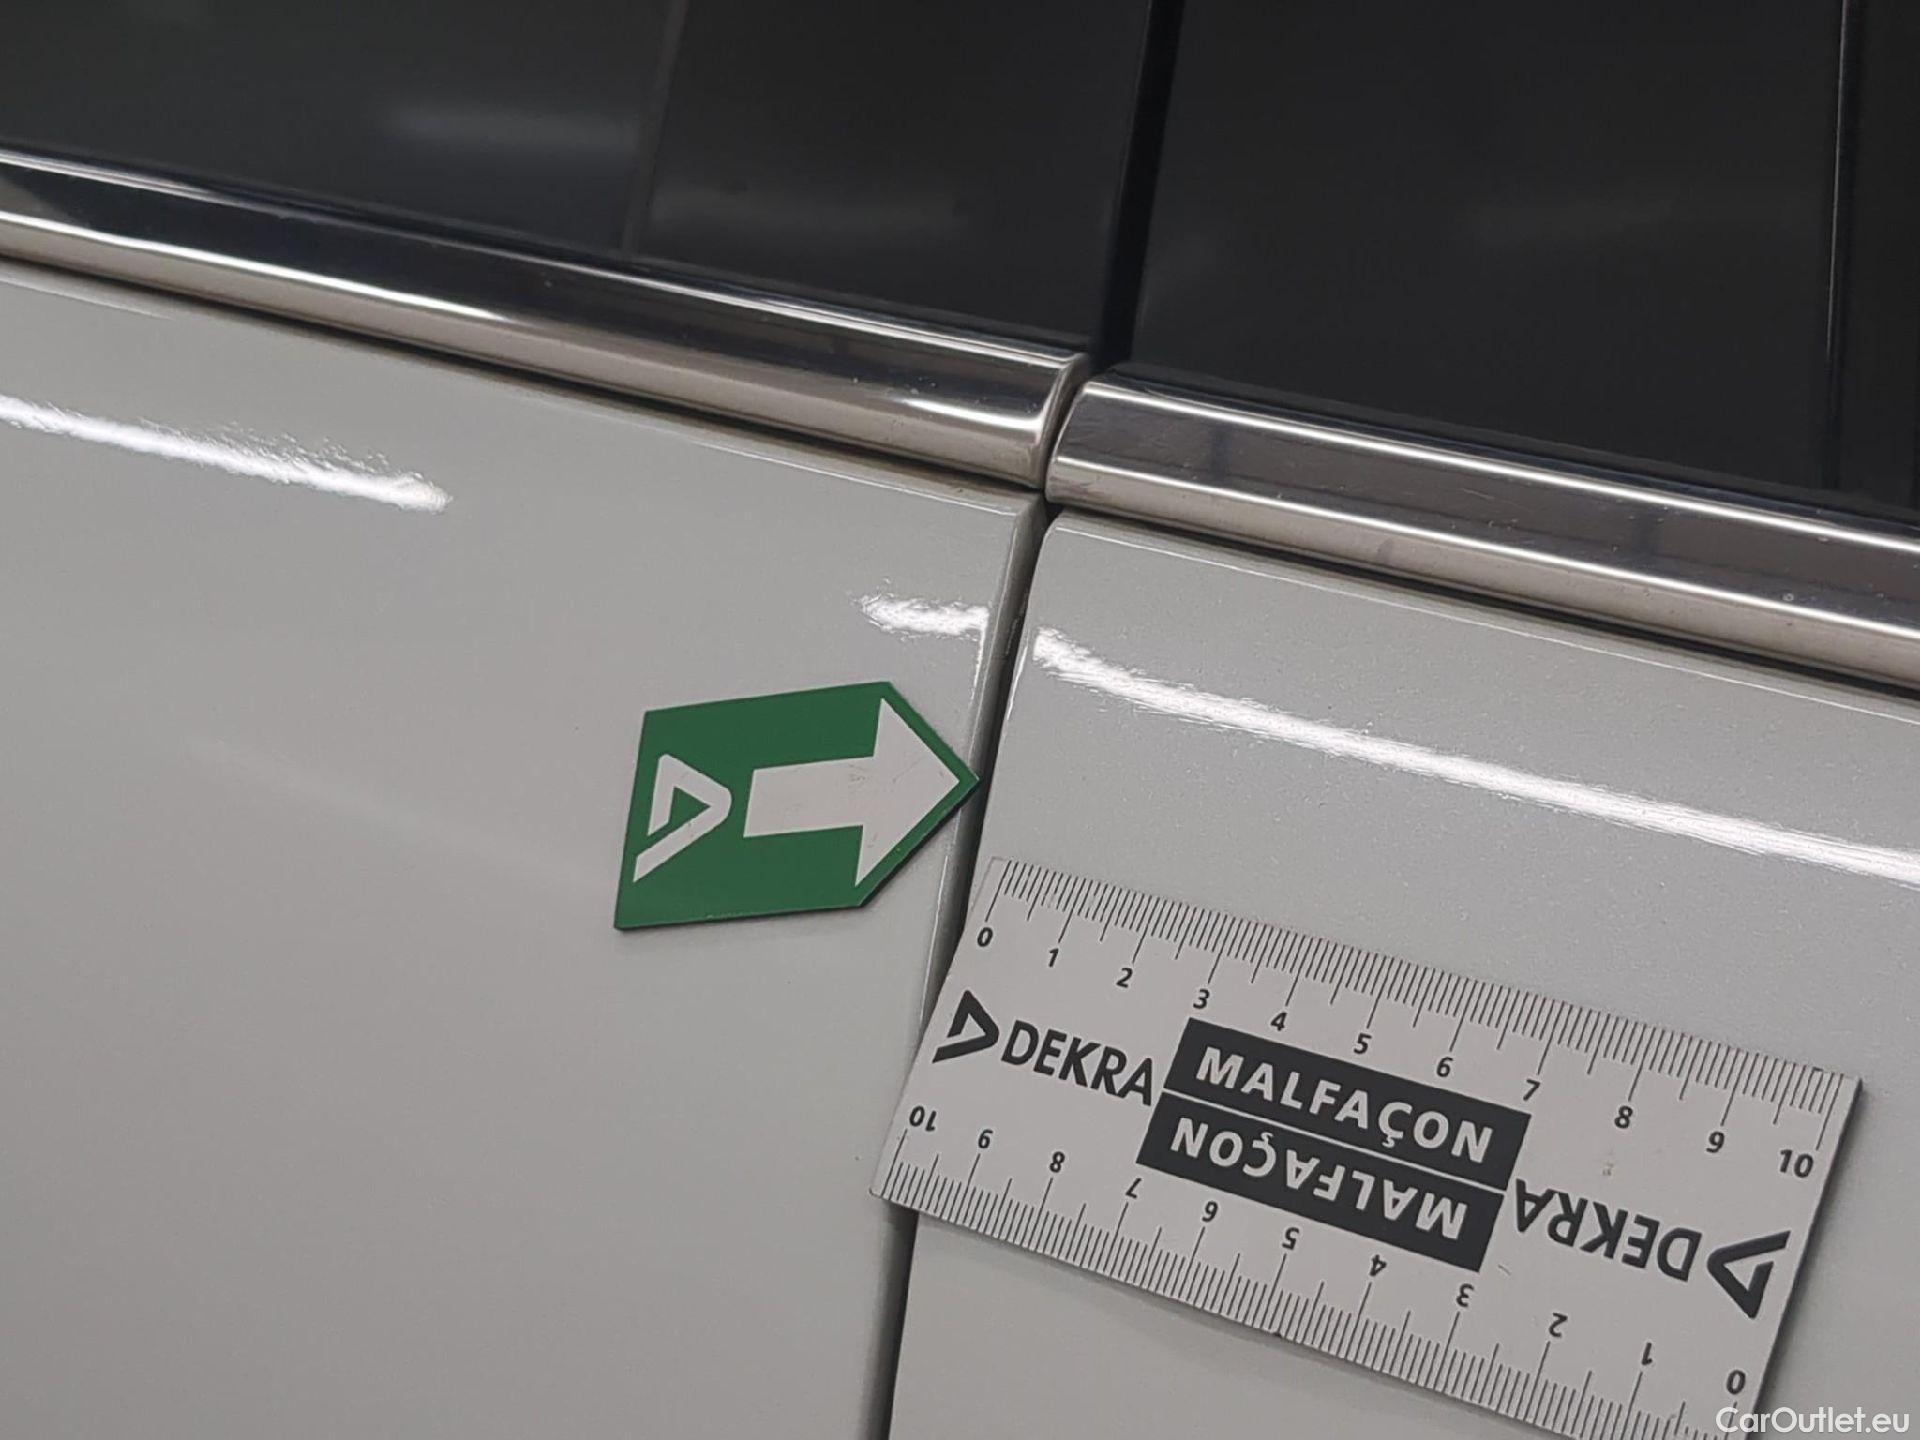 0 1 2 3 4 5 6 7 8 9 10
DEKRA MALFAÇON
MALFAÇON DEKRA
10 9 8 7 6 5 4 3 2 1 0
CarOutlet.eu